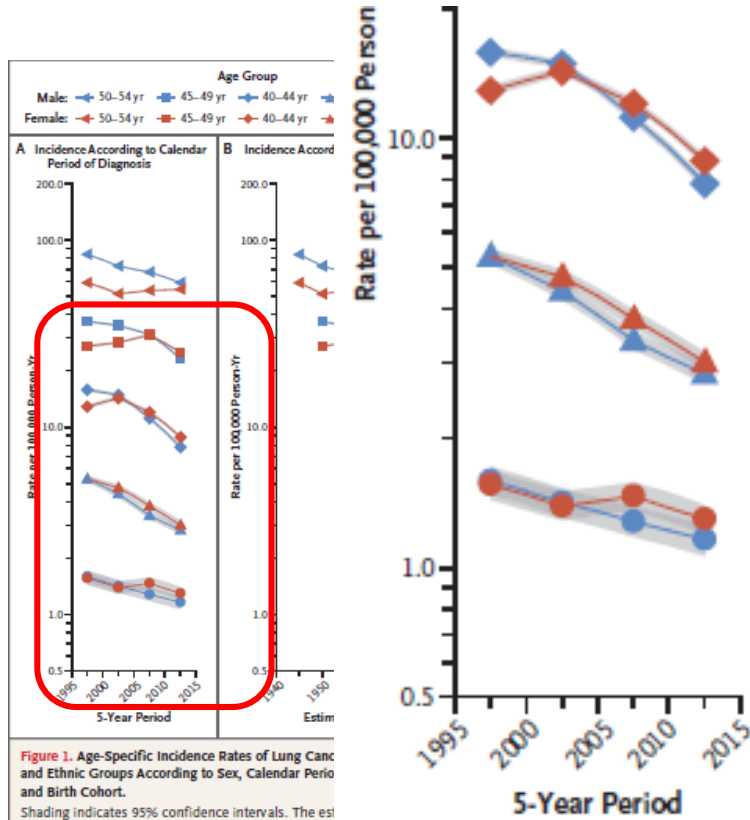 Age Group
Male: 50–54 yr 45–49 yr 40–44 yr
Female: 50–54 yr 45–49 yr 40–44 yr
A Incidence According to Calendar
Period of Diagnosis
200.0
100.0
10.0
1.0
0.5
Rate per 100,000 Person-Yr
1995 2000 2005 2010 2015
5-Year Period
B Incidence Accord
200.0
100.0
10.0
1.0
0.5
Rate per 100,000 Person-Yr
1940 1950
Estim
Figure 1. Age-Specific Incidence Rates of Lung Canc
and Ethnic Groups According to Sex, Calendar Perio
and Birth Cohort.
Shading indicates 95% confidence intervals. The est
Rate per 100,000 Person
10.0
1.0
0.5
1995 2000 2005 2010 2015
5-Year Period